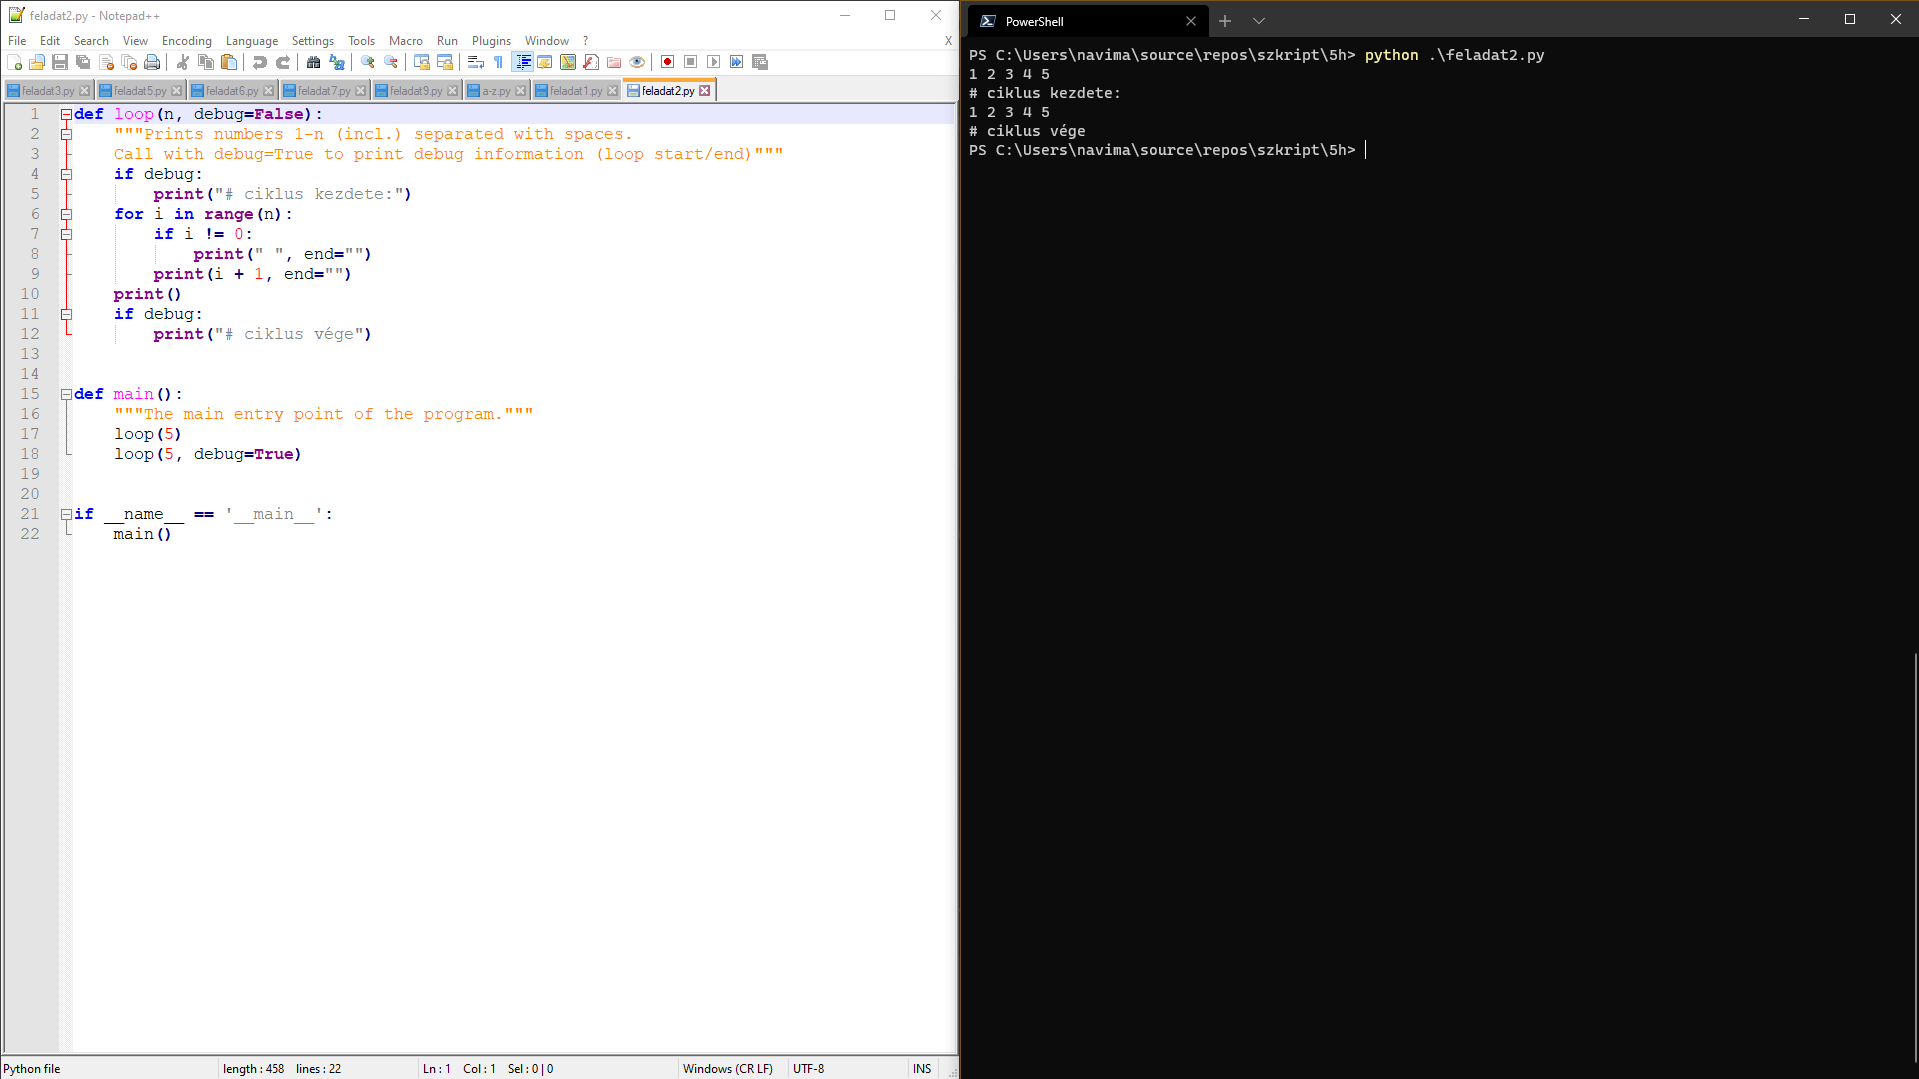 feladat2.py - Notepad++
File Edit Search View Encoding Language Settings Tools Macro Run Plugins Window ? X
feladat3.py feladat5.py feladat6.py feladat7.py feladat9.py a-z.py feladat1.py feladat2.py
1 def loop(n, debug=False):
2     """Prints numbers 1-n (incl.) separated with spaces.
3     Call with debug=True to print debug information (loop start/end)"""
4     if debug:
5         print("# ciklus kezdete:")
6     for i in range(n):
7         if i != 0:
8             print(" ", end="")
9         print(i + 1, end="")
10     print()
11     if debug:
12         print("# ciklus vége")
13
14
15 def main():
16     """The main entry point of the program."""
17     loop(5)
18     loop(5, debug=True)
19
20
21 if __name__ == '__main__':
22     main()
Python file length : 458 lines : 22 Ln : 1 Col : 1 Sel : 0 | 0 Windows (CR LF) UTF-8 INS
PowerShell
PS C:\Users\navima\source\repos\szkript\5h> python .\feladat2.py
1 2 3 4 5
# ciklus kezdete:
1 2 3 4 5
# ciklus vége
PS C:\Users\navima\source\repos\szkript\5h>